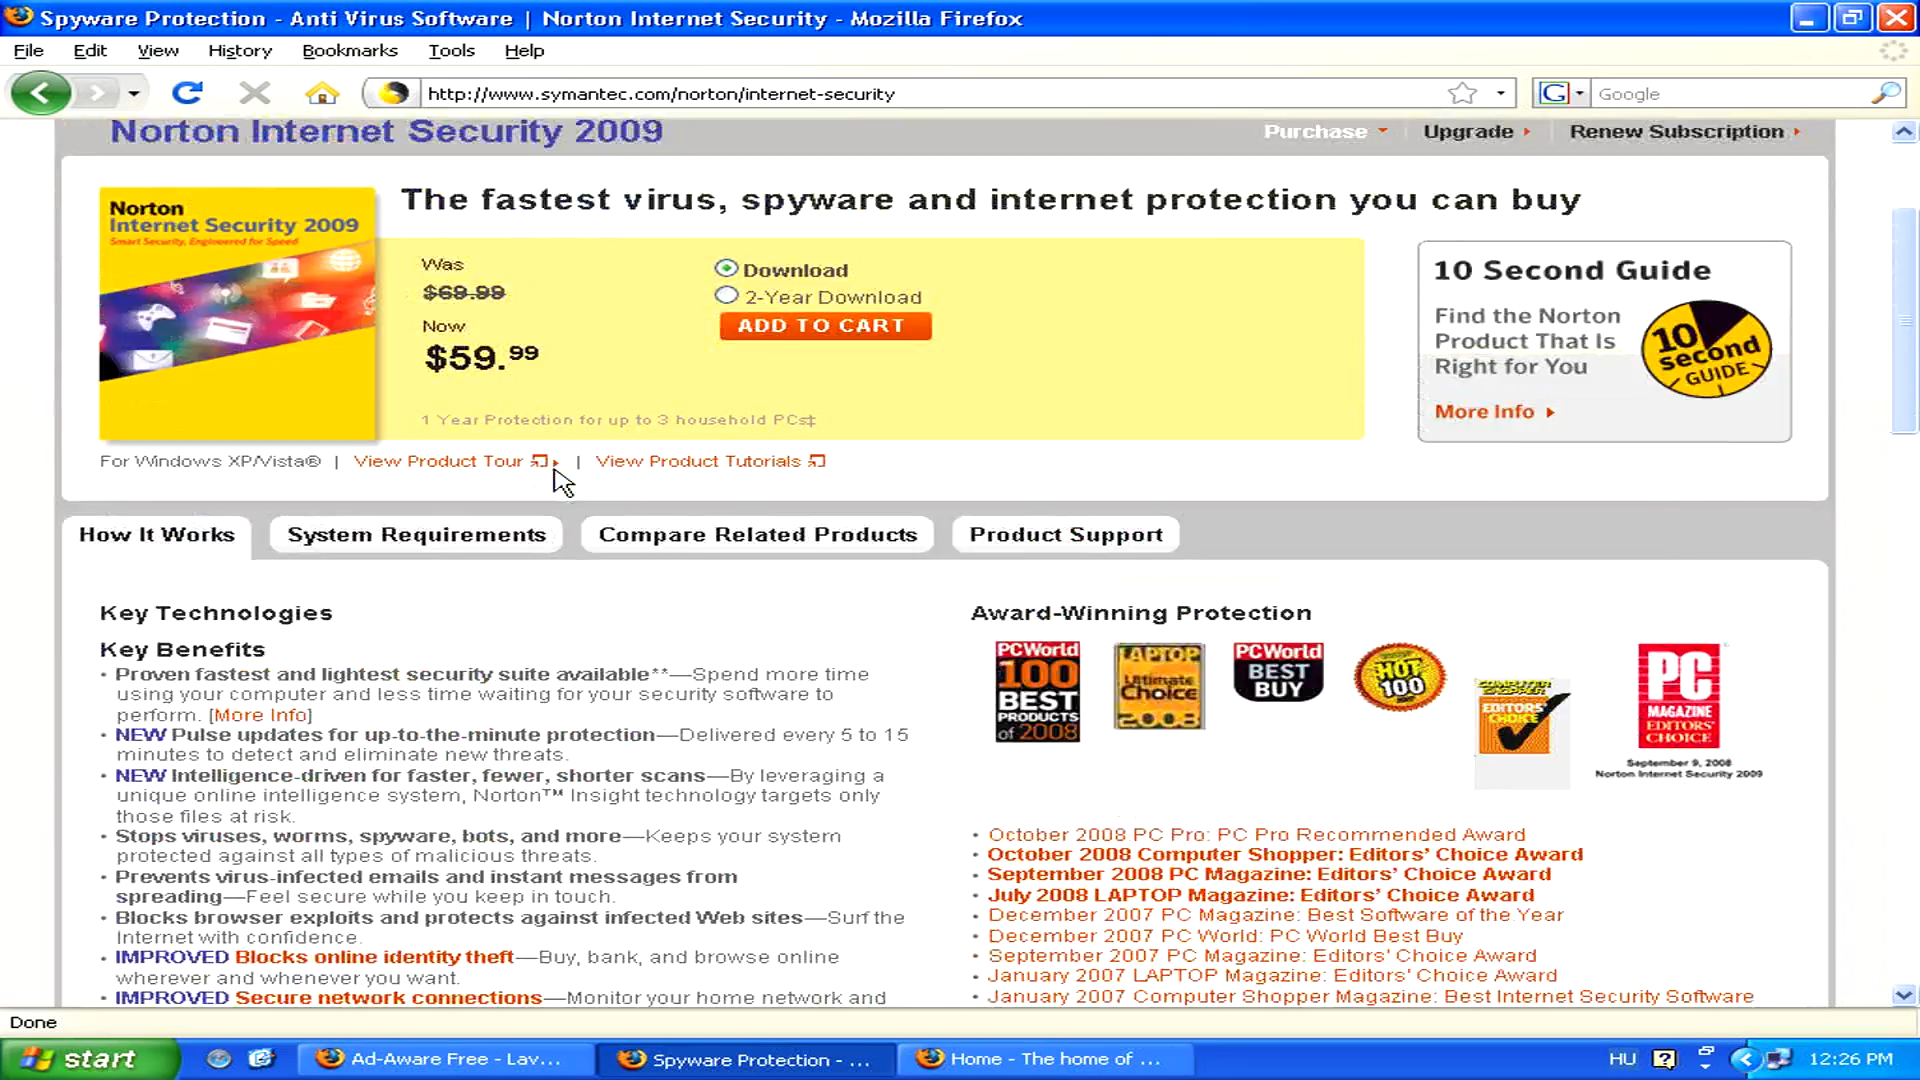 Spyware Protection - Anti Virus Software | Norton Internet Security - Mozilla Firefox
File Edit View History Bookmarks Tools Help
http://www.symantec.com/norton/internet-security
G Google
Norton Internet Security 2009
Purchase Upgrade Renew Subscription
Norton
Internet Security 2009
Smart Security, Engineered for Speed
The fastest virus, spyware and internet protection you can buy
Was
$69.99
Now
$59.99
Download
2-Year Download
ADD TO CART
1 Year Protection for up to 3 household PCs‡
10 Second Guide
Find the Norton
Product That Is
Right for You
More Info
10
second
GUIDE
For Windows XP/Vista® | View Product Tour | View Product Tutorials
How It Works System Requirements Compare Related Products Product Support
Key Technologies
Key Benefits
• Proven fastest and lightest security suite available**—Spend more time
using your computer and less time waiting for your security software to
perform. [More Info]
• NEW Pulse updates for up-to-the-minute protection—Delivered every 5 to 15
minutes to detect and eliminate new threats.
• NEW Intelligence-driven for faster, fewer, shorter scans—By leveraging a
unique online intelligence system, Norton™ Insight technology targets only
those files at risk.
• Stops viruses, worms, spyware, bots, and more—Keeps your system
protected against all types of malicious threats.
• Prevents virus-infected emails and instant messages from
spreading—Feel secure while you keep in touch.
• Blocks browser exploits and protects against infected Web sites—Surf the
Internet with confidence.
• IMPROVED Blocks online identity theft—Buy, bank, and browse online
wherever and whenever you want.
• IMPROVED Secure network connections—Monitor your home network and
Award-Winning Protection
PCWorld
100
BEST
PRODUCTS
of 2008
LAPTOP
Ultimate
Choice
2008
PCWorld
BEST
BUY
HOT
100
COMPUTER
SHOPPER
EDITORS'
CHOICE
PC
MAGAZINE
EDITORS'
CHOICE
September 9, 2008
Norton Internet Security 2009
• October 2008 PC Pro: PC Pro Recommended Award
• October 2008 Computer Shopper: Editors' Choice Award
• September 2008 PC Magazine: Editors' Choice Award
• July 2008 LAPTOP Magazine: Editors' Choice Award
• December 2007 PC Magazine: Best Software of the Year
• December 2007 PC World: PC World Best Buy
• September 2007 PC Magazine: Editors' Choice Award
• January 2007 LAPTOP Magazine: Editors' Choice Award
• January 2007 Computer Shopper Magazine: Best Internet Security Software
Done
start Ad-Aware Free - Lav... Spyware Protection - ... Home - The home of ... HU 12:26 PM